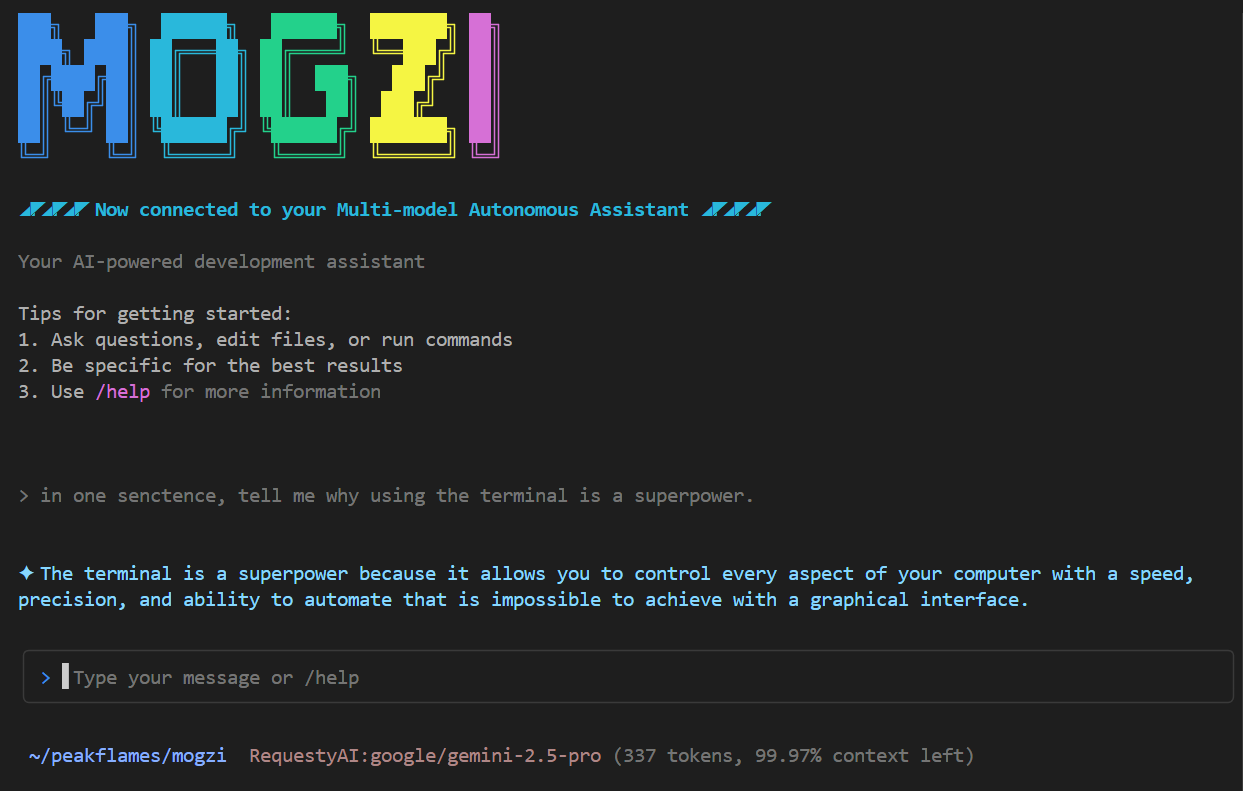 MOGZI
Now connected to your Multi-model Autonomous Assistant
Your AI-powered development assistant
Tips for getting started:
1. Ask questions, edit files, or run commands
2. Be specific for the best results
3. Use /help for more information
> in one senctence, tell me why using the terminal is a superpower.
✦ The terminal is a superpower because it allows you to control every aspect of your computer with a speed,
precision, and ability to automate that is impossible to achieve with a graphical interface.
> Type your message or /help
~/peakflames/mogzi RequestyAI:google/gemini-2.5-pro (337 tokens, 99.97% context left)